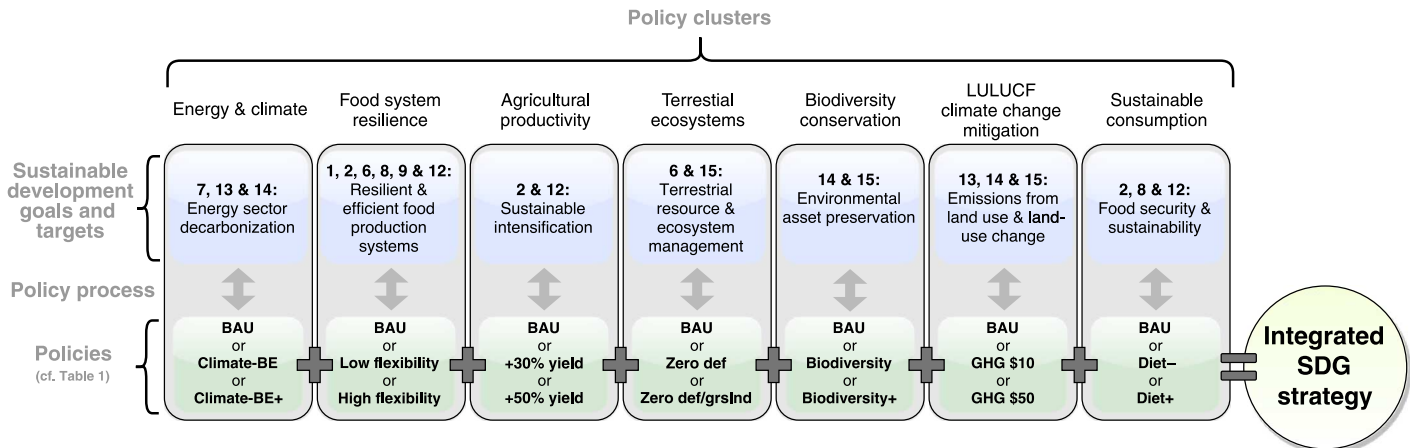 Policy clusters
Energy & climate
Food system
resilience
Agricultural
productivity
Terrestial
ecosystems
Biodiversity
conservation
LULUCF
climate change
mitigation
Sustainable
consumption
Sustainable
development
goals and
targets
7, 13 & 14:
Energy sector
decarbonization
1, 2, 6, 8, 9 & 12:
Resilient &
efficient food
production
systems
2 & 12:
Sustainable
intensification
6 & 15:
Terrestrial
resource &
ecosystem
management
14 & 15:
Environmental
asset preservation
13, 14 & 15:
Emissions from
land use & land-
use change
2, 8 & 12:
Food security &
sustainability
Policy process
Policies
(cf. Table 1)
BAU
or
Climate-BE
or
Climate-BE+
BAU
or
Low flexibility
or
High flexibility
BAU
or
+30% yield
or
+50% yield
BAU
or
Zero def
or
Zero def/grslnd
BAU
or
Biodiversity
or
Biodiversity+
BAU
or
GHG $10
or
GHG $50
BAU
or
Diet–
or
Diet+
Integrated
SDG
strategy